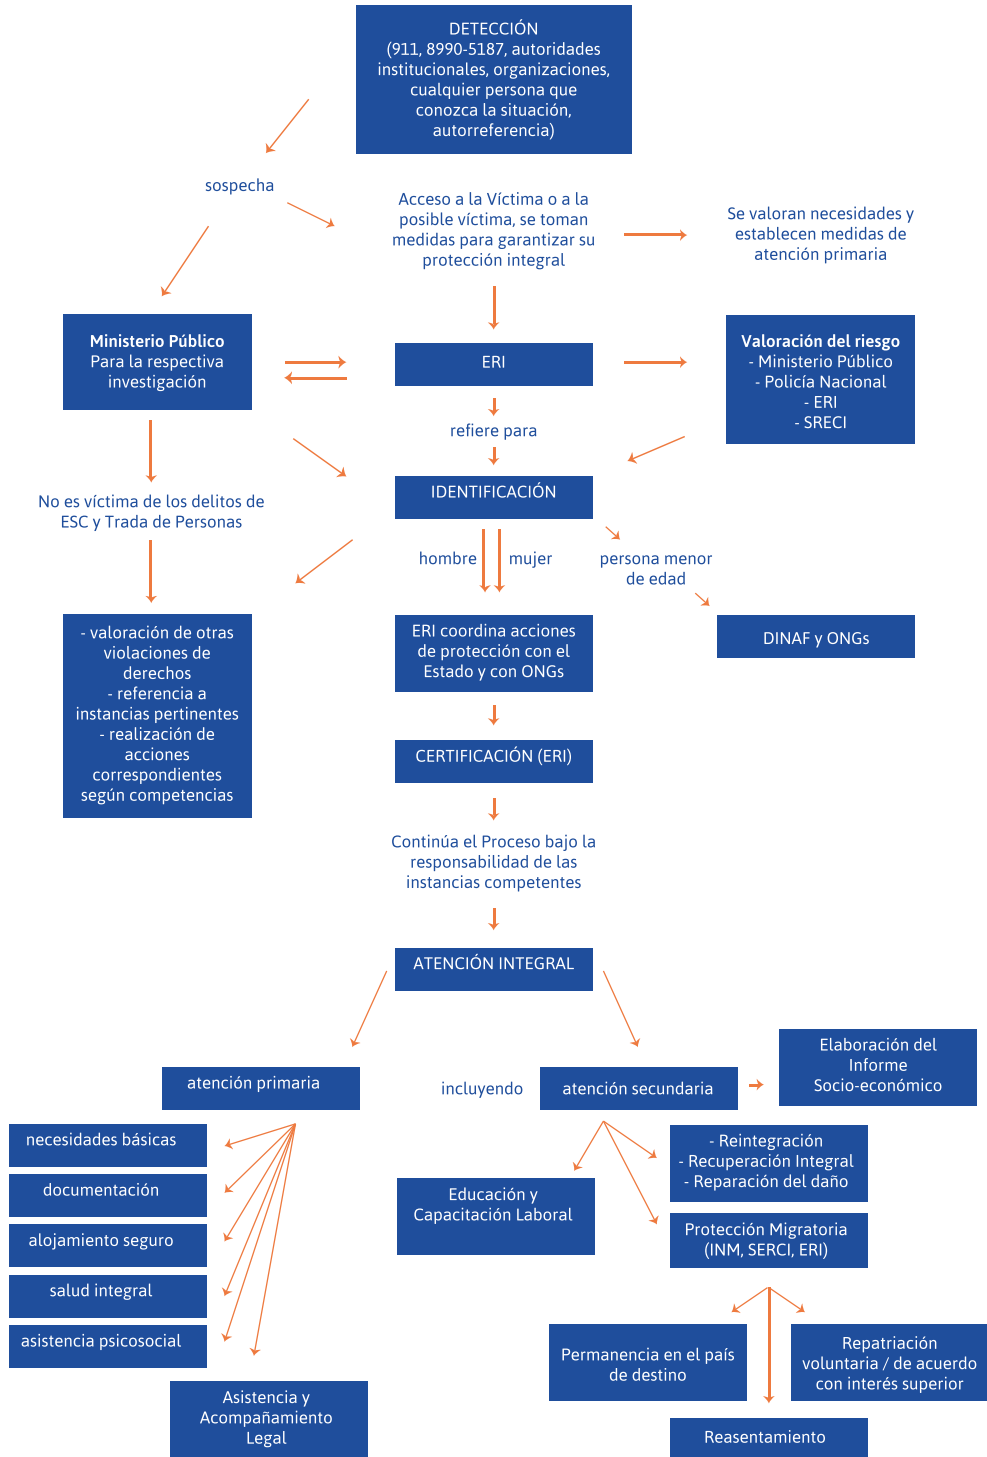 DETECCIÓN
(911, 8990-5187, autoridades
institucionales, organizaciones,
cualquier persona que
conozca la situación,
autorreferencia)
sospecha
Acceso a la Víctima o a la
posible víctima, se toman
medidas para garantizar su
protección integral
Se valoran necesidades y
establecen medidas de
atención primaria
Ministerio Público
Para la respectiva
investigación
ERI
Valoración del riesgo
- Ministerio Público
- Policía Nacional
- ERI
- SRECI
refiere para
IDENTIFICACIÓN
No es víctima de los delitos de
ESC y Trada de Personas
hombre
mujer
persona menor
de edad
- valoración de otras
violaciones de
derechos
- referencia a
instancias pertinentes
- realización de
acciones
correspondientes
según competencias
ERI coordina acciones
de protección con el
Estado y con ONGs
DINAF y ONGs
CERTIFICACIÓN (ERI)
Continúa el Proceso bajo la
responsabilidad de las
instancias competentes
ATENCIÓN INTEGRAL
atención primaria
incluyendo
atención secundaria
Elaboración del
Informe
Socio-económico
necesidades básicas
documentación
alojamiento seguro
salud integral
asistencia psicosocial
Asistencia y
Acompañamiento
Legal
Educación y
Capacitación Laboral
- Reintegración
- Recuperación Integral
- Reparación del daño
Protección Migratoria
(INM, SERCI, ERI)
Permanencia en el país
de destino
Repatriación
voluntaria / de acuerdo
con interés superior
Reasentamiento